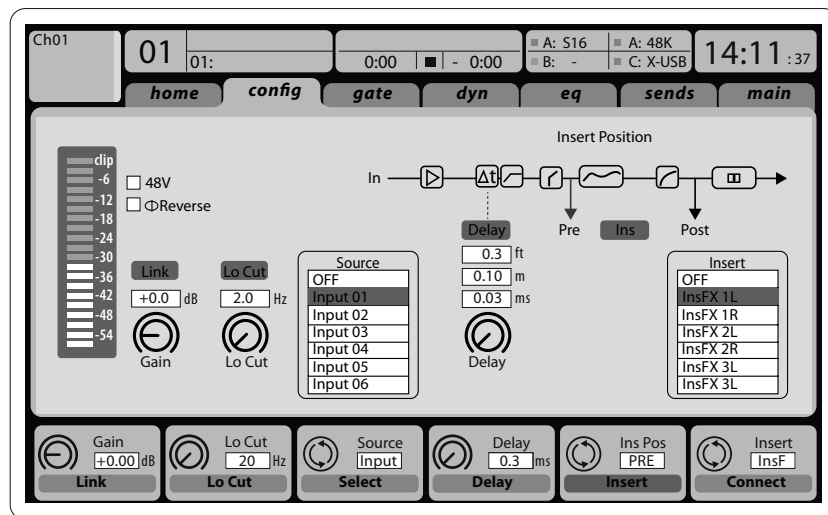 Ch01
01
01:
0:00
- 0:00
A: S16
B: -
A: 48K
C: X-USB
14:11 :37
home config gate dyn eq sends main
Insert Position
clip
-6
-12
-18
-24
-30
-36
-42
-48
-54
48V
ΦReverse
In
Pre
Ins
Post
Delay
0.3 ft
0.10 m
0.03 ms
Delay
Link
+0.0 dB
Gain
Lo Cut
2.0 Hz
Lo Cut
Source
OFF
Input 01
Input 02
Input 03
Input 04
Input 05
Input 06
Δt
Insert
OFF
InsFX 1L
InsFX 1R
InsFX 2L
InsFX 2R
InsFX 3L
InsFX 3L
Gain
+0.00 dB
Link
Lo Cut
20 Hz
Lo Cut
Source
Input
Select
Delay
0.3 ms
Delay
Ins Pos
PRE
Insert
Insert
InsF
Connect